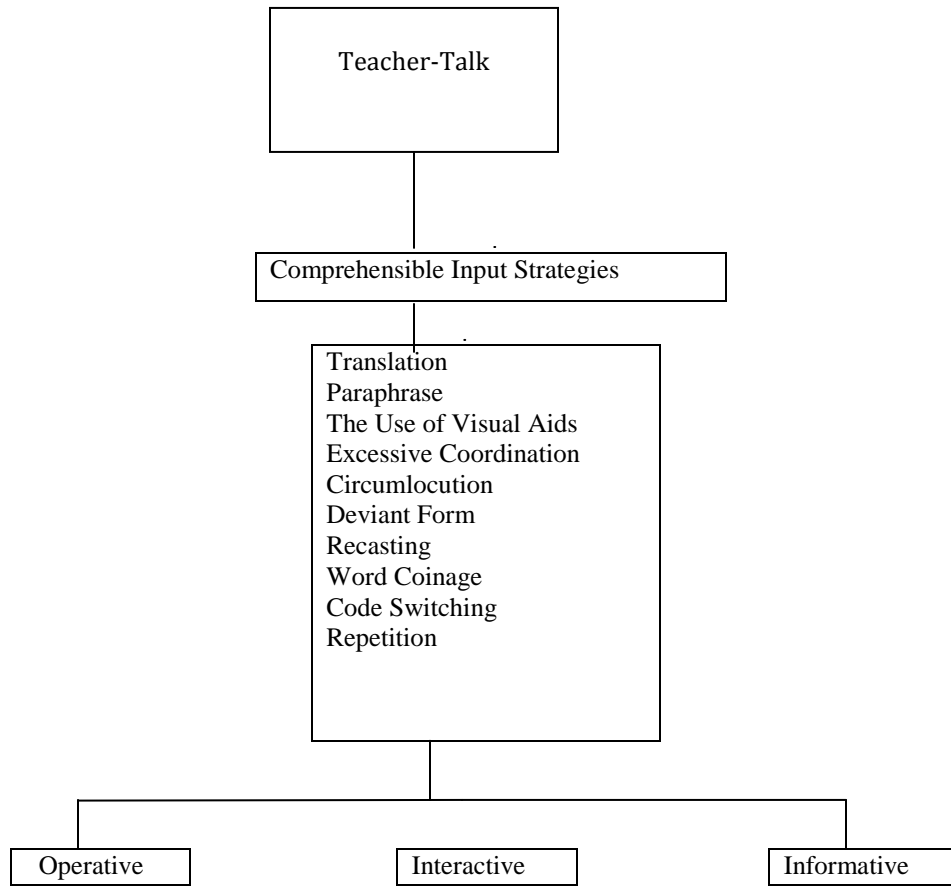 Teacher-Talk
Comprehensible Input Strategies
Translation
Paraphrase
The Use of Visual Aids
Excessive Coordination
Circumlocution
Deviant Form
Recasting
Word Coinage
Code Switching
Repetition
Operative
Interactive
Informative